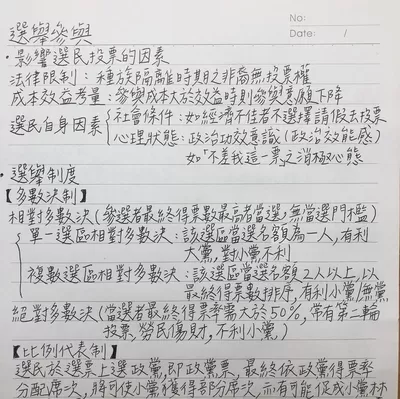 No:
Date: /
選舉參與
・影響選民投票的因素
法律限制：種族隔離時期之非裔無投票權
成本效益考量：參與成本大於效益時則參與意願下降
選民自身因素 社會條件：如經濟不佳者不選擇請假去投票
心理狀態：政治功效意識（政治效能感）
如「不差我這一票」之消極心態
・選舉制度
【多數決制】
相對多數決（參選者最終得票數最高者當選，無當選門檻）
單一選區相對多數決：該選區當選名額為一人，有利
大黨，對小黨不利
複數選區相對多數決：該選區當選名額2人以上，以
最終得票數排序，有利小黨/無黨
絕對多數決（當選者最終得票率需大於50%，帶有第二輪
投票，勞民傷財，不利小黨）
【比例代表制】
選民於選票上選政黨，即政黨票，最終依政黨得票率
分配席次，將可使小黨獲得部分席次，亦有可能促成小黨林